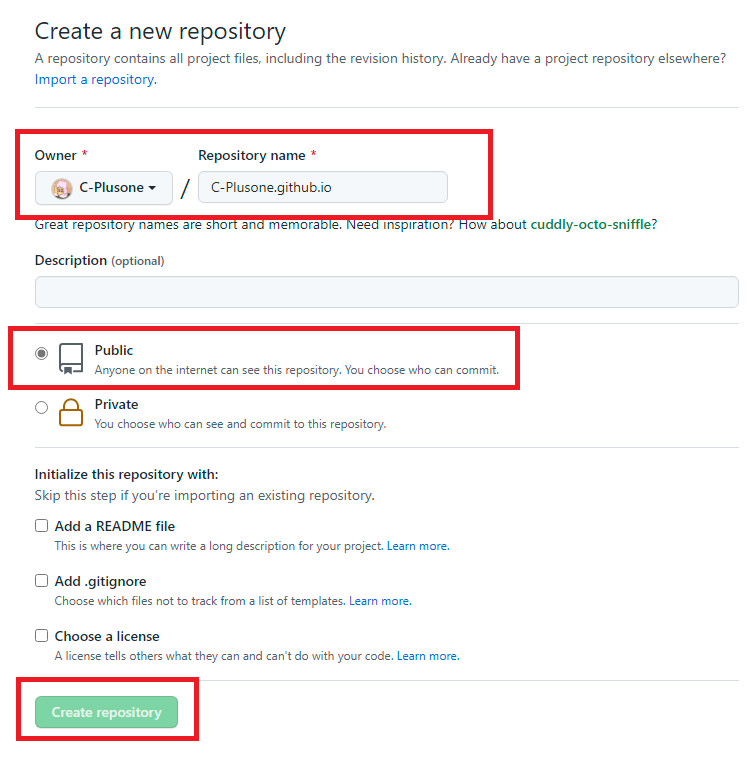 Create a new repository
A repository contains all project files, including the revision history. Already have a project repository elsewhere?
Import a repository.
Owner * Repository name *
C-Plusone / C-Plusone.github.io
Great repository names are short and memorable. Need inspiration? How about cuddly-octo-sniffle?
Description (optional)
Public
Anyone on the internet can see this repository. You choose who can commit.
Private
You choose who can see and commit to this repository.
Initialize this repository with:
Skip this step if you're importing an existing repository.
Add a README file
This is where you can write a long description for your project. Learn more.
Add .gitignore
Choose which files not to track from a list of templates. Learn more.
Choose a license
A license tells others what they can and can't do with your code. Learn more.
Create repository